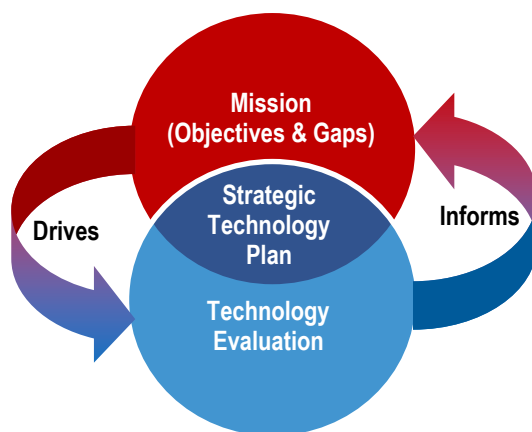 Mission
(Objectives & Gaps)
Strategic
Technology
Plan
Drives
Informs
Technology
Evaluation